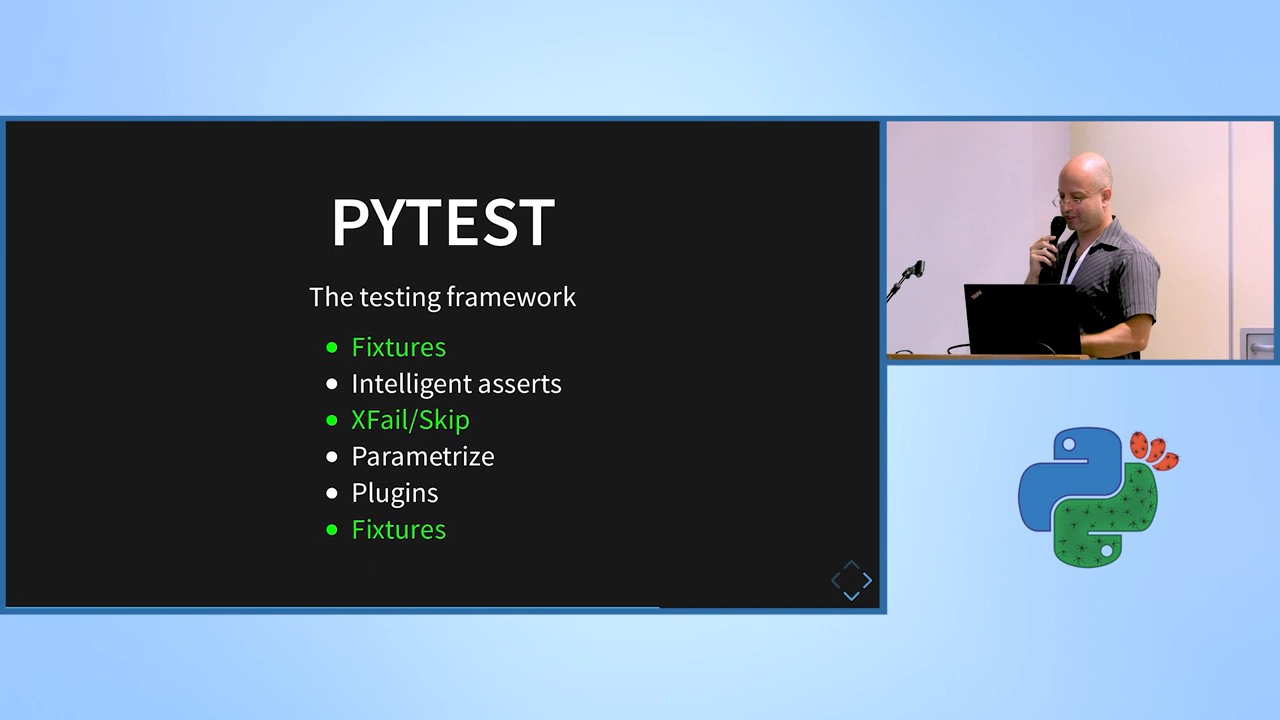 PYTEST
The testing framework
Fixtures
Intelligent asserts
XFail/Skip
Parametrize
Plugins
Fixtures